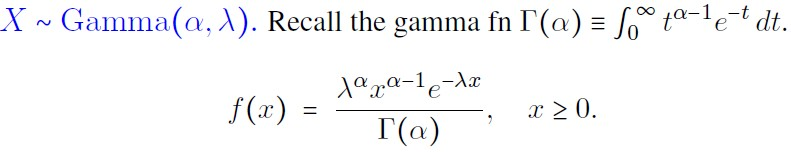 X ~ Gamma(α, λ). Recall the gamma fn Γ(α) ≡ ∫₀^∞ t^{α−1}e^{−t} dt.
f(x) = λ^α x^{α−1}e^{−λx} / Γ(α), x ≥ 0.